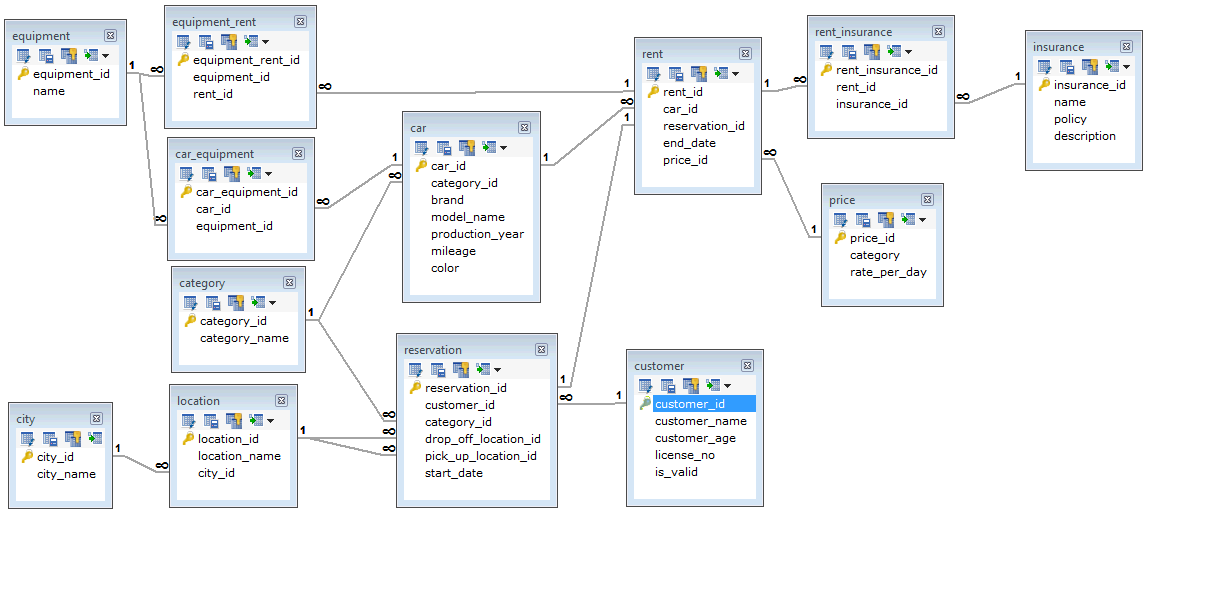 equipment
equipment_id
name
equipment_rent
equipment_rent_id
equipment_id
rent_id
car_equipment
car_equipment_id
car_id
equipment_id
category
category_id
category_name
city
city_id
city_name
location
location_id
location_name
city_id
car
car_id
category_id
brand
model_name
production_year
mileage
color
reservation
reservation_id
customer_id
category_id
drop_off_location_id
pick_up_location_id
start_date
rent
rent_id
car_id
reservation_id
end_date
price_id
customer
customer_id
customer_name
customer_age
license_no
is_valid
rent_insurance
rent_insurance_id
rent_id
insurance_id
price
price_id
category
rate_per_day
insurance
insurance_id
name
policy
description
1 ∞
∞
∞ 1
∞ 1
1 ∞
1 ∞
∞
1 ∞
1 ∞
∞
1 ∞
1 1
∞ 1
1 ∞
∞ 1
∞ 1